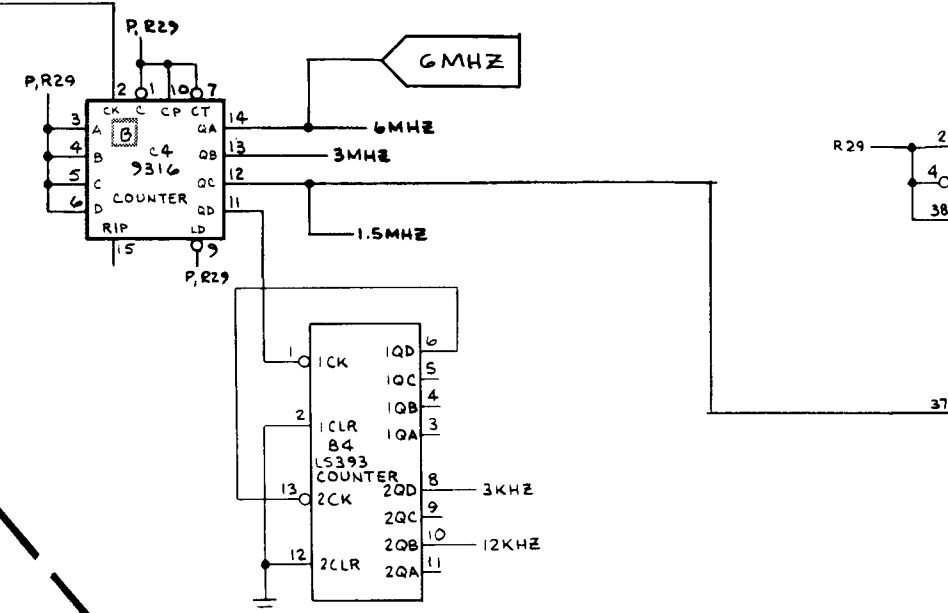 P,R29
6MHZ
P,R29
2 1 10 7
CK C CP CT
3 A B QA 14 6MHZ
4 B C4 QB 13 3MHZ
9316
5 C QC 12
COUNTER
6 D QD 11
RIP LD
15 9
1.5MHZ
P,R29
R29 2
4
38
1 1CK 1QD 6
1QC 5
1QB 4
2 1CLR 1QA 3
B4
LS393
COUNTER
13 2CK 2QD 8 3KHZ
2QC 9
2QB 10 12KHZ
12 2CLR 2QA 11
37